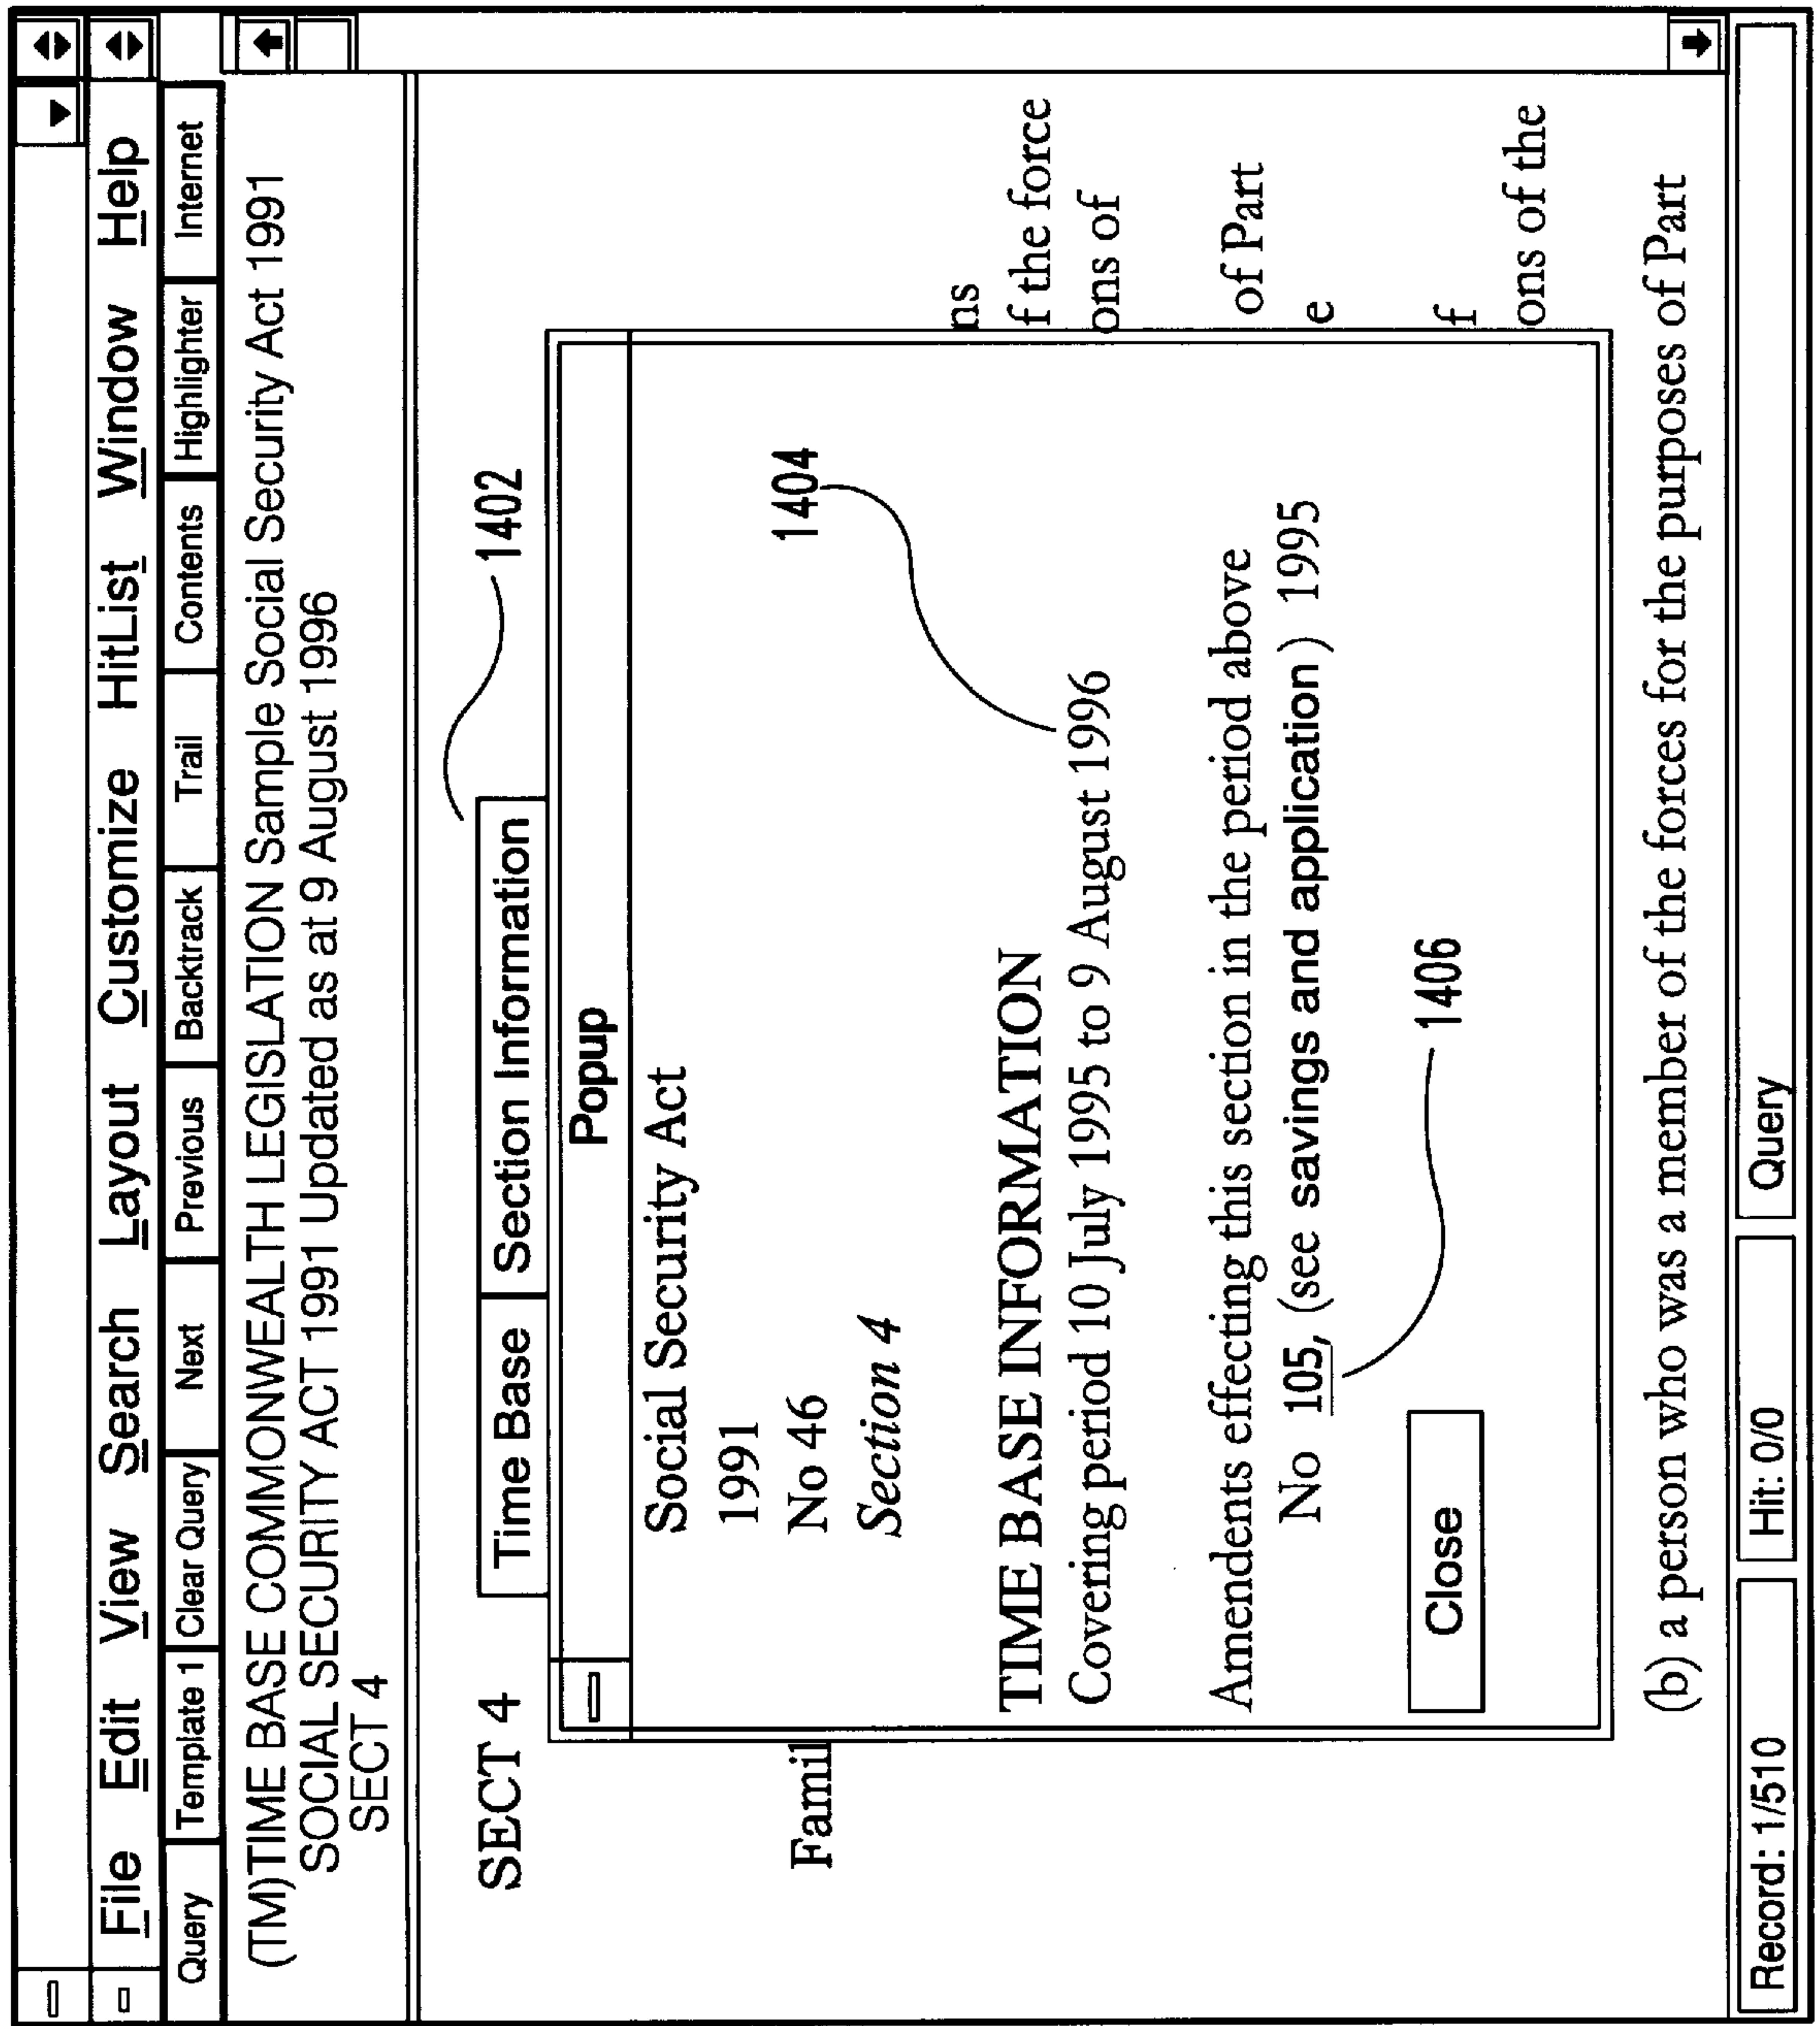 File Edit View Search Layout Customize HitList Window Help
Query Template 1 Clear Query Next Previous Backtrack Trail Contents Highlighter Internet
(TM)TIME BASE COMMONWEALTH LEGISLATION Sample Social Security Act 1991
SOCIAL SECURITY ACT 1991 Updated as at 9 August 1996
SECT 4
SECT 4 Time Base Section Information 1402
Popup
Social Security Act
1991
No 46
Famil 1404
Section 4
ns
TIME BASE INFORMATION
f the force
Covering period 10 July 1995 to 9 August 1996
ons of
Amendents effecting this section in the period above
of Part
No 105, (see savings and application) 1995
e
Close 1406
f
ons of the
(b) a person who was a member of the forces for the purposes of Part
Record: 1/510 Hit: 0/0 Query